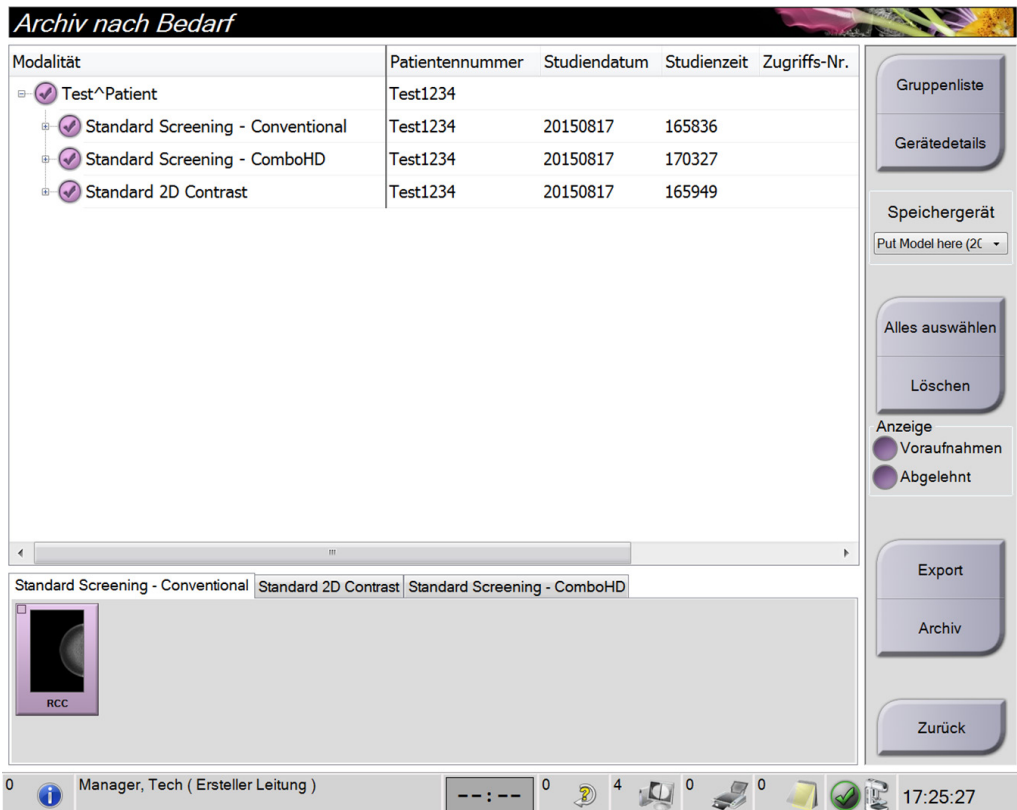 Archiv nach Bedarf
Modalität Patientennummer Studiendatum Studienzeit Zugriffs-Nr.
Test^Patient Test1234
Standard Screening - Conventional Test1234 20150817 165836
Standard Screening - ComboHD Test1234 20150817 170327
Standard 2D Contrast Test1234 20150817 165949
Gruppenliste
Gerätedetails
Speichergerät
Put Model here (20
Alles auswählen
Löschen
Anzeige
Voraufnahmen
Abgelehnt
Export
Archiv
Zurück
Standard Screening - Conventional Standard 2D Contrast Standard Screening - ComboHD
RCC
0 Manager, Tech ( Ersteller Leitung ) --:-- 0 4 0 0 17:25:27